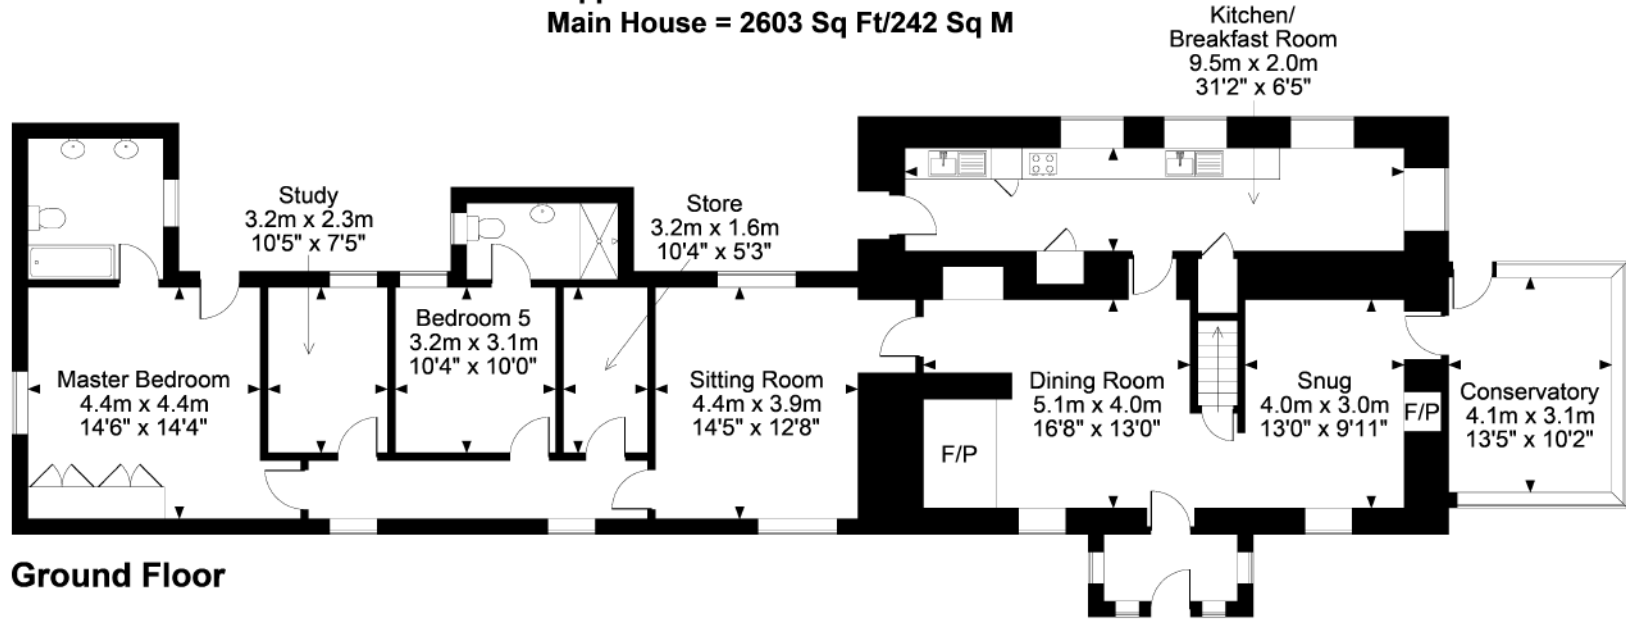 Main House = 2603 Sq Ft/242 Sq M
Kitchen/
Breakfast Room
9.5m x 2.0m
31'2" x 6'5"
Study
3.2m x 2.3m
10'5" x 7'5"
Store
3.2m x 1.6m
10'4" x 5'3"
Bedroom 5
3.2m x 3.1m
10'4" x 10'0"
Master Bedroom
4.4m x 4.4m
14'6" x 14'4"
Sitting Room
4.4m x 3.9m
14'5" x 12'8"
Dining Room
5.1m x 4.0m
16'8" x 13'0"
F/P
Snug
4.0m x 3.0m
13'0" x 9'11"
F/P
Conservatory
4.1m x 3.1m
13'5" x 10'2"
Ground Floor